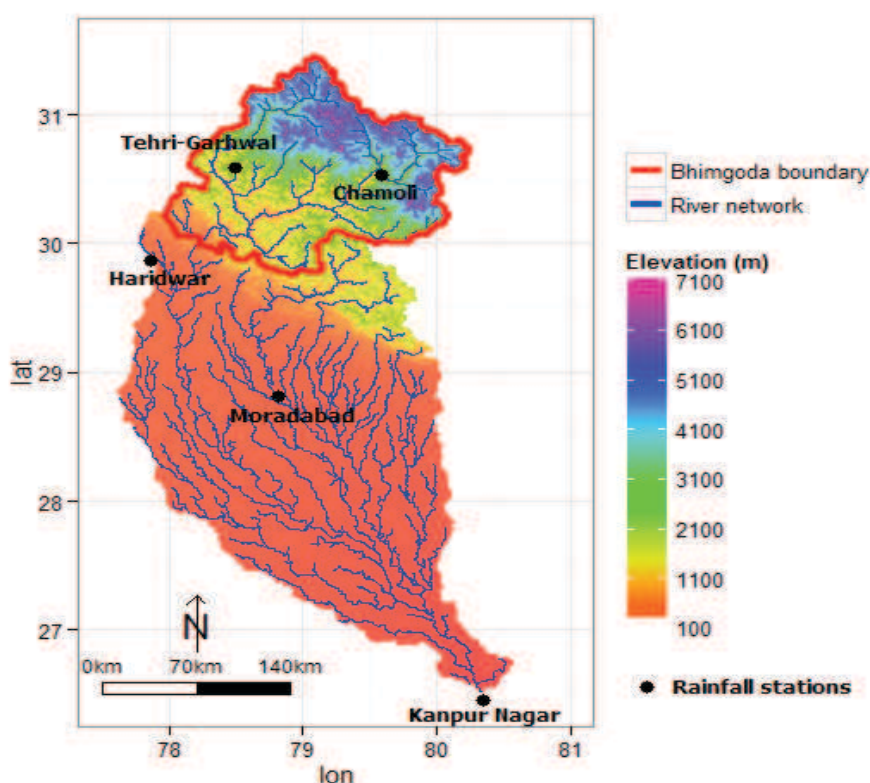 31
30
29
28
27
lat
Tehri-Garhwal
Chamoli
Haridwar
Moradabad
N
0km 70km 140km
Kanpur Nagar
78 79 80 81
lon
Bhimgoda boundary
River network
Elevation (m)
7100
6100
5100
4100
3100
2100
1100
100
Rainfall stations